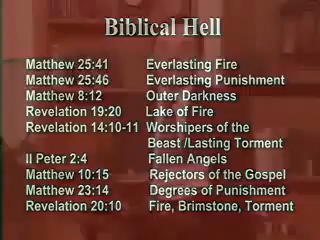 Biblical Hell
Matthew 25:41 Everlasting Fire
Matthew 25:46 Everlasting Punishment
Matthew 8:12 Outer Darkness
Revelation 19:20 Lake of Fire
Revelation 14:10-11 Worshipers of the
Beast /Lasting Torment
II Peter 2:4 Fallen Angels
Matthew 10:15 Rejectors of the Gospel
Matthew 23:14 Degrees of Punishment
Revelation 20:10 Fire, Brimstone, Torment